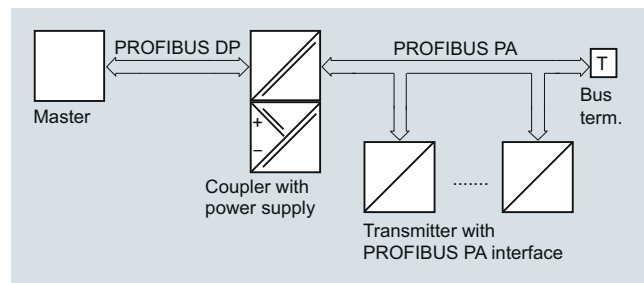 PROFIBUS DP
PROFIBUS PA
T
Master
Bus
term.
+
–
Coupler with
power supply
.......
Transmitter with
PROFIBUS PA interface